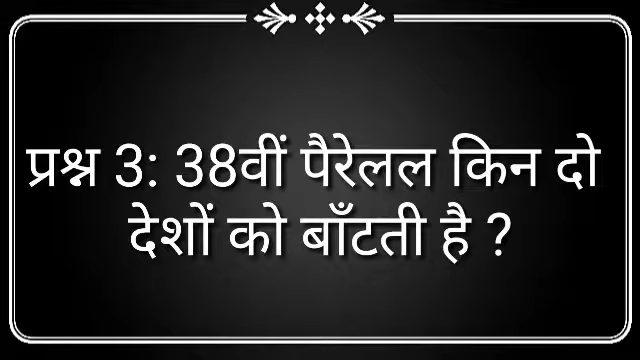 प्रश्न 3: 38वीं पैरेलल किन दो
देशों को बाँटती है ?